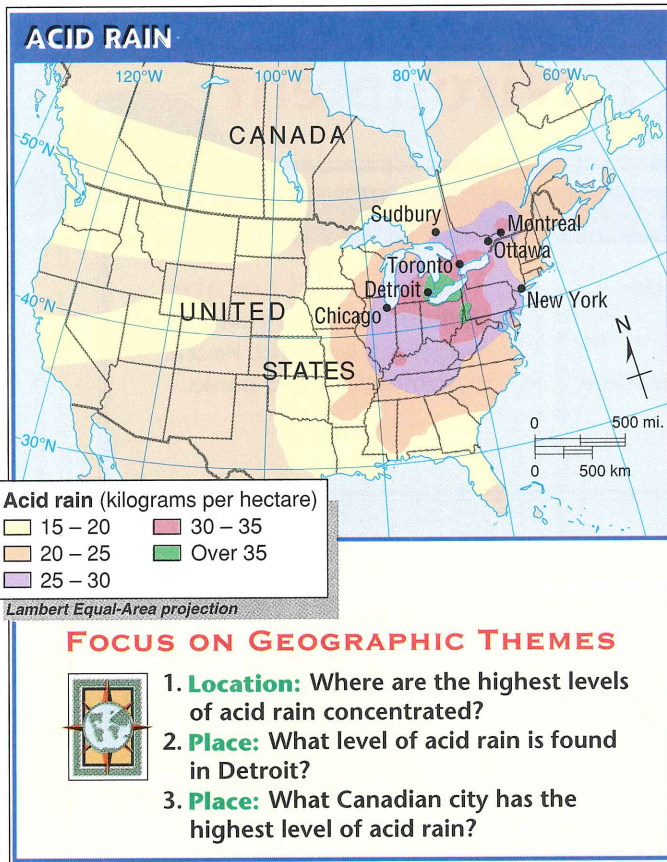 ACID RAIN
120°W 100°W 80°W 60°W
50°N
CANADA
Sudbury
Montreal
Ottawa
Toronto
Detroit
40°N
UNITED
Chicago
New York
N
STATES
30°N
0 500 mi.
0 500 km
Acid rain (kilograms per hectare)
15 – 20 30 – 35
20 – 25 Over 35
25 – 30
Lambert Equal-Area projection
FOCUS ON GEOGRAPHIC THEMES
1. Location: Where are the highest levels
of acid rain concentrated?
2. Place: What level of acid rain is found
in Detroit?
3. Place: What Canadian city has the
highest level of acid rain?